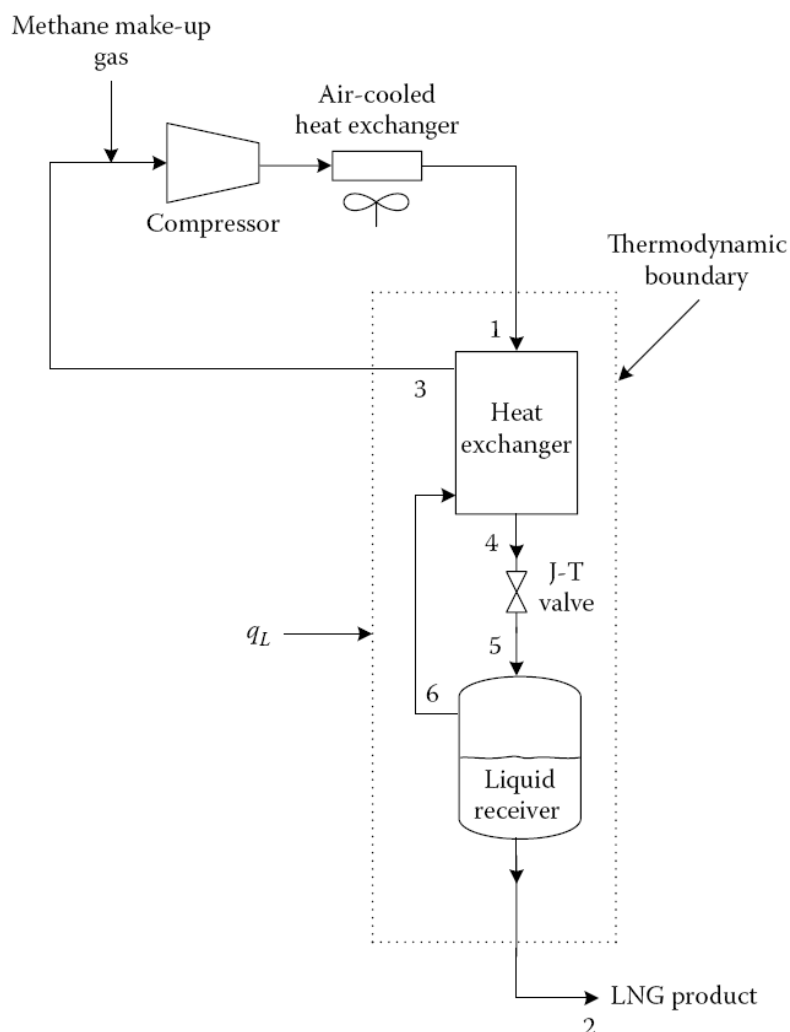 Methane make-up
gas
Air-cooled
heat exchanger
Compressor
Thermodynamic
boundary
1
3
Heat
exchanger
4
J-T
valve
q_L
5
6
Liquid
receiver
LNG product
2